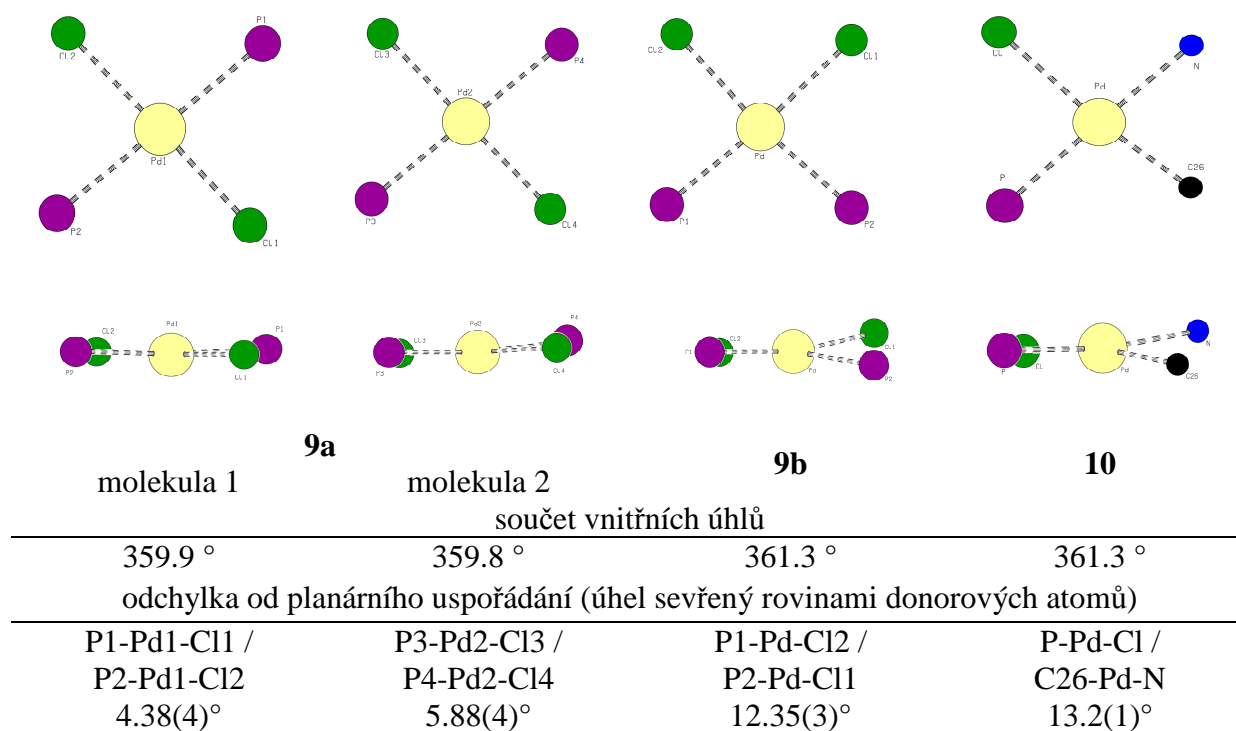 Cl2 P1 Cl3 P4 Cl2 Cl1 Cl N
Pd1 Pd2 Pd Pd
P2 Cl1 P3 Cl4 P1 P2 P C26
P2 Cl2 Pd1 Cl1 P1 P3 Cl3 Pd2 Cl4 P4 P1 Cl2 Pd Cl1 P2 P Cl Pd N C26
9a 9b 10
molekula 1 molekula 2
součet vnitřních úhlů
359.9 ° 359.8 ° 361.3 ° 361.3 °
odchylka od planárního uspořádání (úhel sevřený rovinami donorových atomů)
P1-Pd1-Cl1 / P3-Pd2-Cl3 / P1-Pd-Cl2 / P-Pd-Cl /
P2-Pd1-Cl2 P4-Pd2-Cl4 P2-Pd-Cl1 C26-Pd-N
4.38(4)° 5.88(4)° 12.35(3)° 13.2(1)°